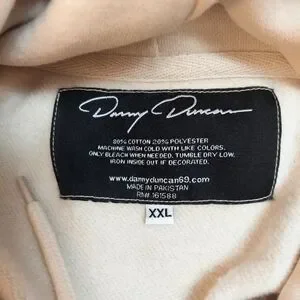 Danny Duncan
80% COTTON 20% POLYESTER
MACHINE WASH COLD WITH LIKE COLORS.
ONLY BLEACH WHEN NEEDED. TUMBLE DRY LOW.
IRON INSIDE OUT IF DECORATED.
www.dannyduncan69.com
MADE IN PAKISTAN
RN#.161588
XXL